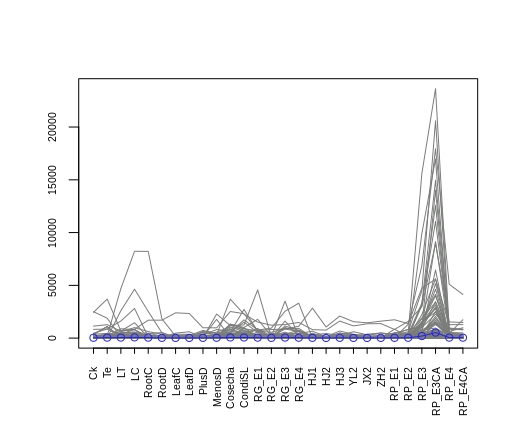 20000
15000
10000
5000
0
Ck
Te
LT
LC
RootC
RootD
LeafC
LeafD
PlusD
MenosD
Cosecha
CondiSL
RG_E1
RG_E2
RG_E3
RG_E4
HJ1
HJ2
HJ3
YL2
JX2
ZH2
RP_E1
RP_E2
RP_E3
RP_E3CA
RP_E4
RP_E4CA